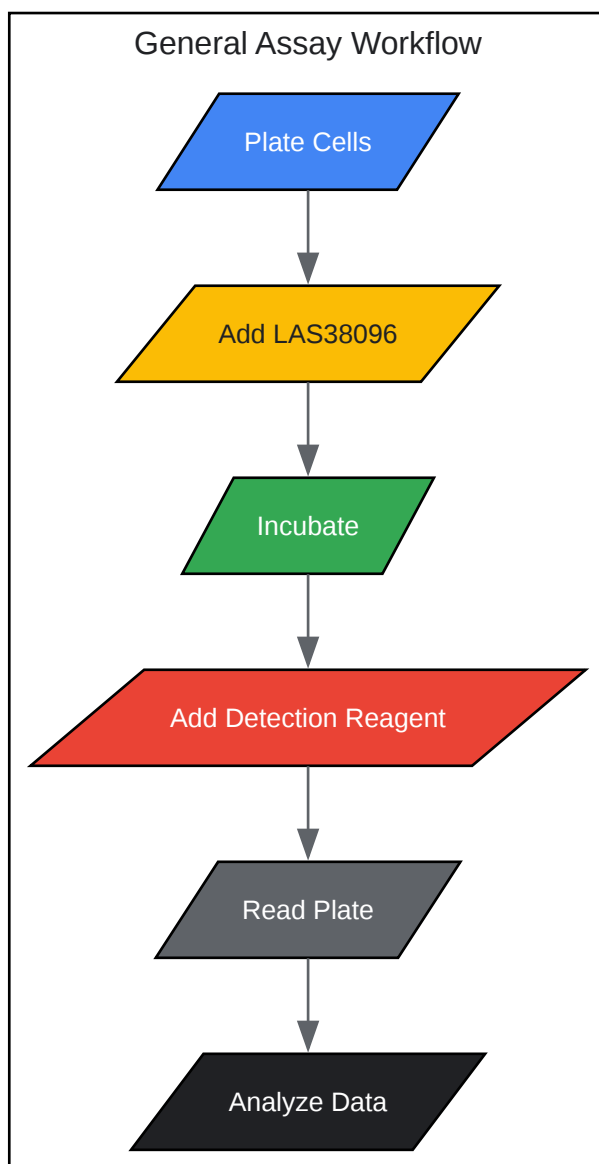 General Assay Workflow
Plate Cells
Add LAS38096
Incubate
Add Detection Reagent
Read Plate
Analyze Data